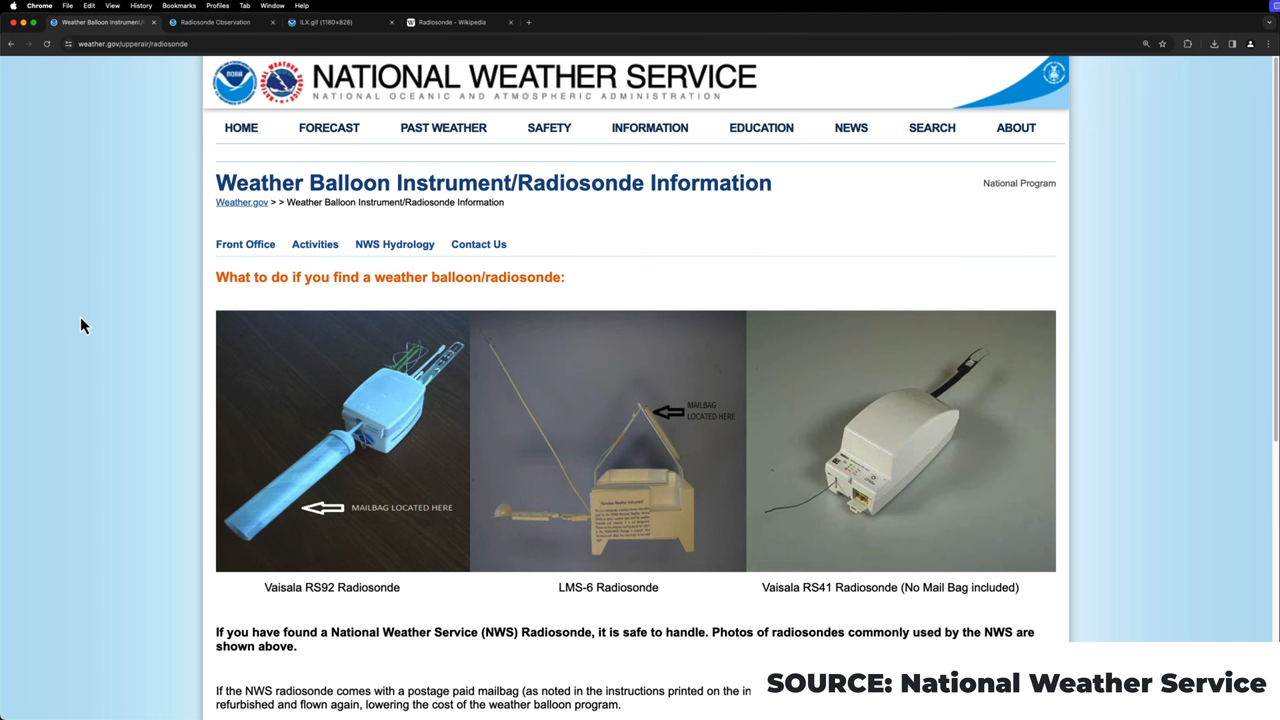 Chrome File Edit View History Bookmarks Profiles Tab Window Help
Weather Balloon Instrument/ Radiosonde Observation ILX.gif (1180×826) Radiosonde - Wikipedia
weather.gov/upperair/radiosonde
NOAA
NATIONAL WEATHER SERVICE
NATIONAL OCEANIC AND ATMOSPHERIC ADMINISTRATION
HOME FORECAST PAST WEATHER SAFETY INFORMATION EDUCATION NEWS SEARCH ABOUT
Weather Balloon Instrument/Radiosonde Information
National Program
Weather.gov > > Weather Balloon Instrument/Radiosonde Information
Front Office Activities NWS Hydrology Contact Us
What to do if you find a weather balloon/radiosonde:
MAILBAG
LOCATED HERE
MAILBAG LOCATED HERE
Vaisala RS92 Radiosonde LMS-6 Radiosonde Vaisala RS41 Radiosonde (No Mail Bag included)
If you have found a National Weather Service (NWS) Radiosonde, it is safe to handle. Photos of radiosondes commonly used by the NWS are
shown above.
If the NWS radiosonde comes with a postage paid mailbag (as noted in the instructions printed on the in
refurbished and flown again, lowering the cost of the weather balloon program.
SOURCE: National Weather Service